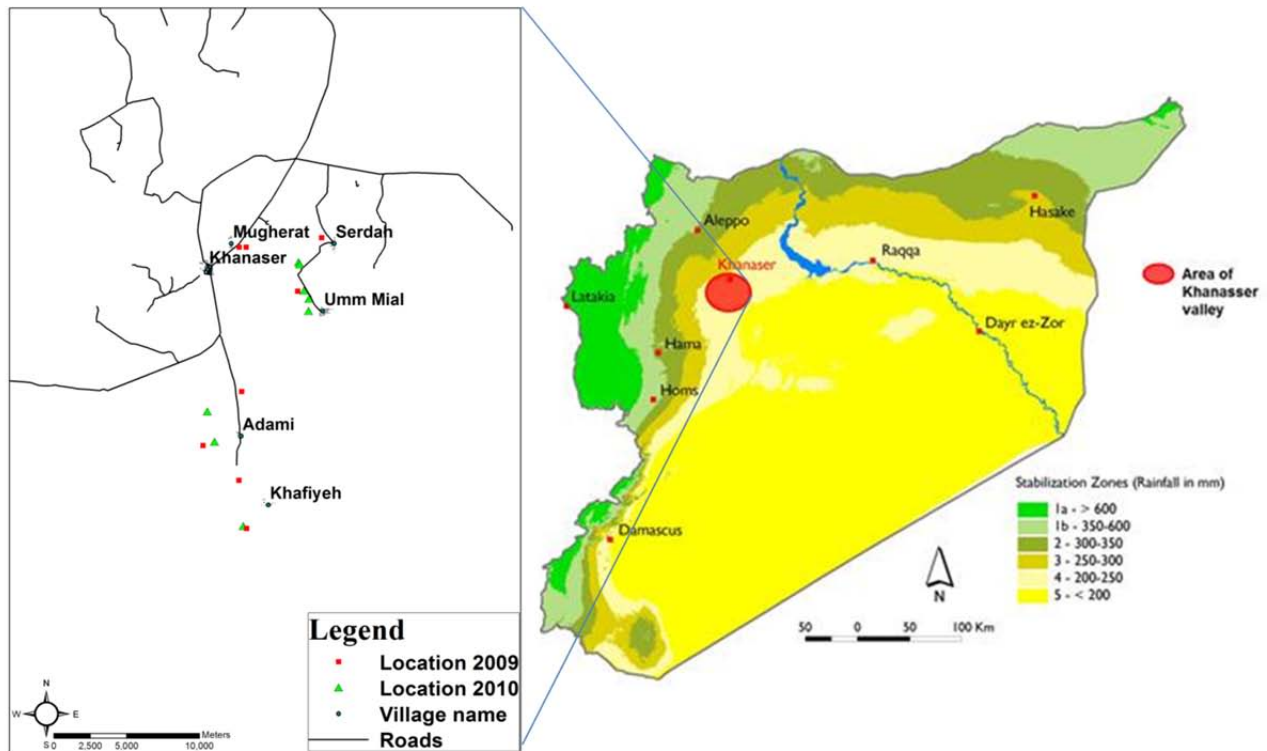 Mugherat
Serdah
Khanaser
Umm Mial
Adami
Khafiyeh
Legend
Location 2009
Location 2010
Village name
Roads
N
W
E
S
Meters
0 2,500 5,000 10,000
Aleppo
Hasake
Khanaser
Raqqa
Latakia
Hama
Dayr ez-Zor
Homs
Damascus
Area of
Khanasser
valley
Stabilization Zones (Rainfall in mm)
1a - > 600
1b - 350-600
2 - 300-350
3 - 250-300
4 - 200-250
5 - < 200
N
50 0 50 100 Km